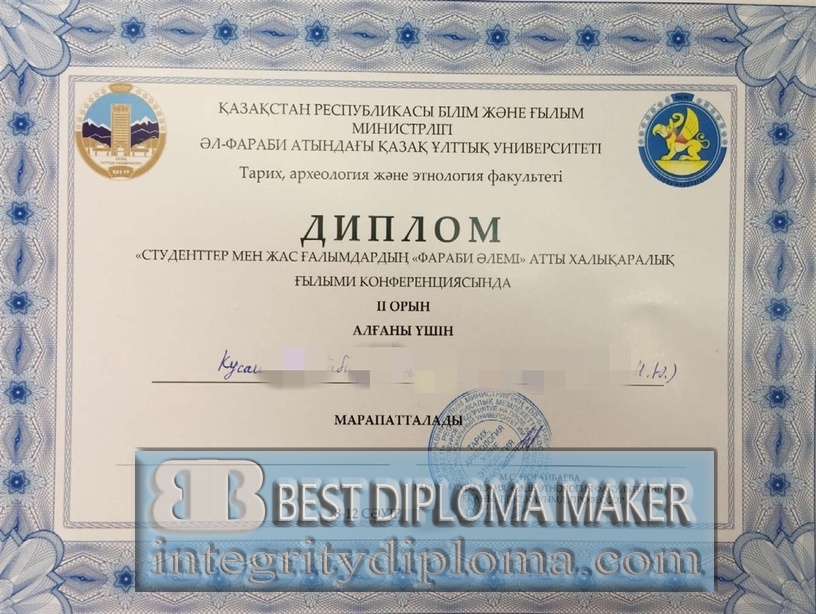 ҚАЗАҚСТАН РЕСПУБЛИКАСЫ БІЛІМ ЖӘНЕ ҒЫЛЫМ
МИНИСТРЛІГІ
ӘЛ-ФАРАБИ АТЫНДАҒЫ ҚАЗАҚ ҰЛТТЫҚ УНИВЕРСИТЕТІ
Тарих, археология және этнология факультеті
ДИПЛОМ
«СТУДЕНТТЕР МЕН ЖАС ҒАЛЫМДАРДЫҢ «ФАРАБИ ӘЛЕМІ» АТТЫ ХАЛЫҚАРАЛЫҚ
ҒЫЛЫМИ КОНФЕРЕНЦИЯСЫНДА
II ОРЫН
АЛҒАНЫ ҮШІН
МАРАПАТТАЛАДЫ
М.С. НОҒАЙБАЕВА
BEST DIPLOMA MAKER
integritydiploma.com